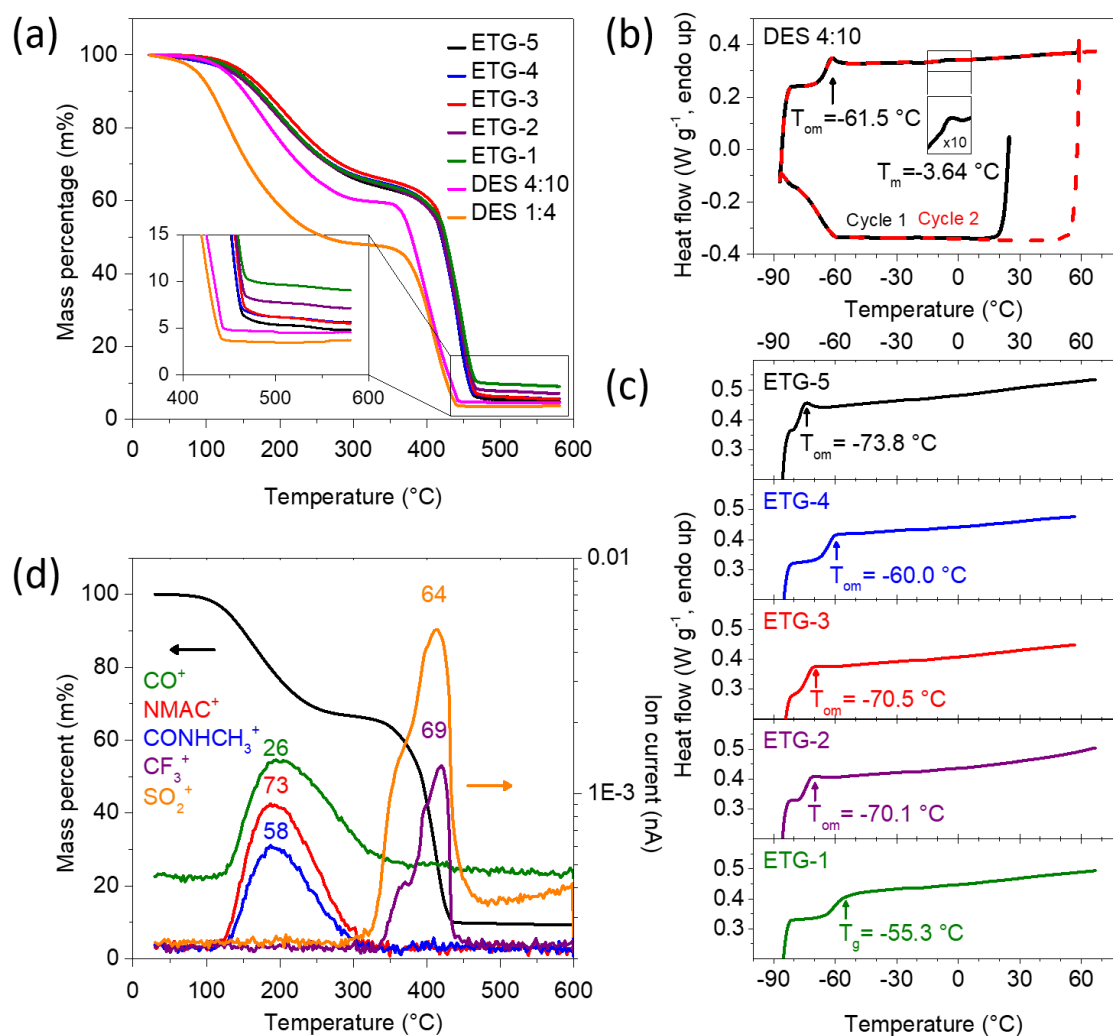 (a)
100
80
60
40
20
0
Mass percentage (m%)
ETG-5
ETG-4
ETG-3
ETG-2
ETG-1
DES 4:10
DES 1:4
15
10
5
0
400 500 600
0 100 200 300 400 500 600
Temperature (°C)
(b)
DES 4:10
0.4
0.2
0.0
-0.2
-0.4
Heat flow (W g⁻¹, endo up)
Tom=-61.5 °C
x10
Tm=-3.64 °C
Cycle 1 Cycle 2
-90 -60 -30 0 30 60
Temperature (°C)
(c)
-90 -60 -30 0 30 60
Heat flow (W g⁻¹, endo up)
ETG-5
0.5
0.4
0.3
Tom= -73.8 °C
ETG-4
0.5
0.4
0.3
Tom= -60.0 °C
ETG-3
0.5
0.4
0.3
Tom= -70.5 °C
ETG-2
0.5
0.4
0.3
Tom= -70.1 °C
ETG-1
0.5
0.4
0.3
Tg= -55.3 °C
-90 -60 -30 0 30 60
Temperature (°C)
(d)
100
80
60
40
20
0
Mass percent (m%)
CO⁺
NMAC⁺
CONHCH₃⁺
CF₃⁺
SO₂⁺
26
73
58
64
69
0.01
1E-3
Ion current (nA)
0 100 200 300 400 500 600
Temperature (°C)